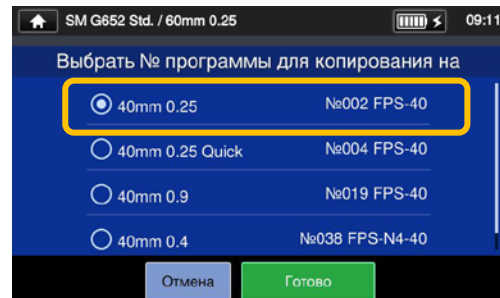 SM G652 Std. / 60mm 0.25 09:11
Выбрать № программы для копирования на
40mm 0.25 №002 FPS-40
40mm 0.25 Quick №004 FPS-40
40mm 0.9 №019 FPS-40
40mm 0.4 №038 FPS-N4-40
Отмена Готово